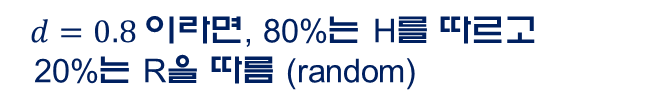 d = 0.8 이라면, 80%는 H를 따르고
20%는 R을 따름 (random)